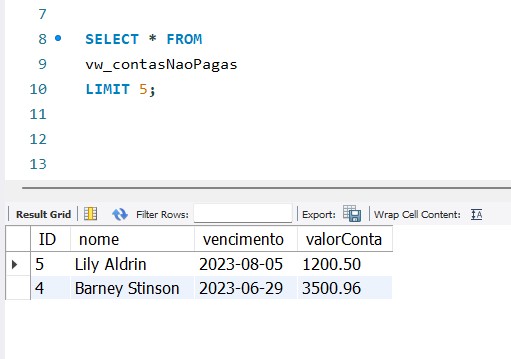 7
8 SELECT * FROM
9 vw_contasNaoPagas
10 LIMIT 5;
11
12
13
Result Grid Filter Rows: Export: Wrap Cell Content: IA
ID nome vencimento valorConta
5 Lily Aldrin 2023-08-05 1200.50
4 Barney Stinson 2023-06-29 3500.96